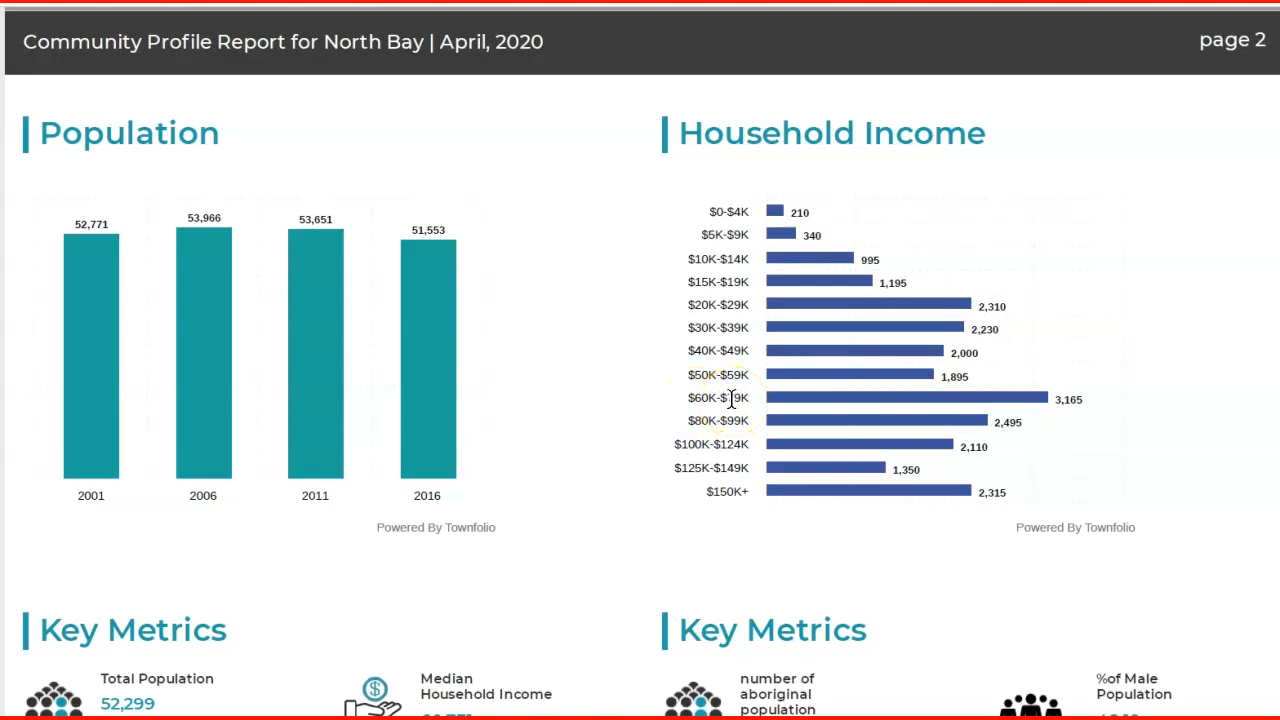 Community Profile Report for North Bay | April, 2020
page 2
Population
52,771
53,966
53,651
51,553
2001
2006
2011
2016
Powered By Townfolio
Household Income
$0-$4K 210
$5K-$9K 340
$10K-$14K 995
$15K-$19K 1,195
$20K-$29K 2,310
$30K-$39K 2,230
$40K-$49K 2,000
$50K-$59K 1,895
$60K-$79K 3,165
$80K-$99K 2,495
$100K-$124K 2,110
$125K-$149K 1,350
$150K+ 2,315
Powered By Townfolio
Key Metrics
Total Population
52,299
Median
Household Income
Key Metrics
number of
aboriginal
population
%of Male
Population